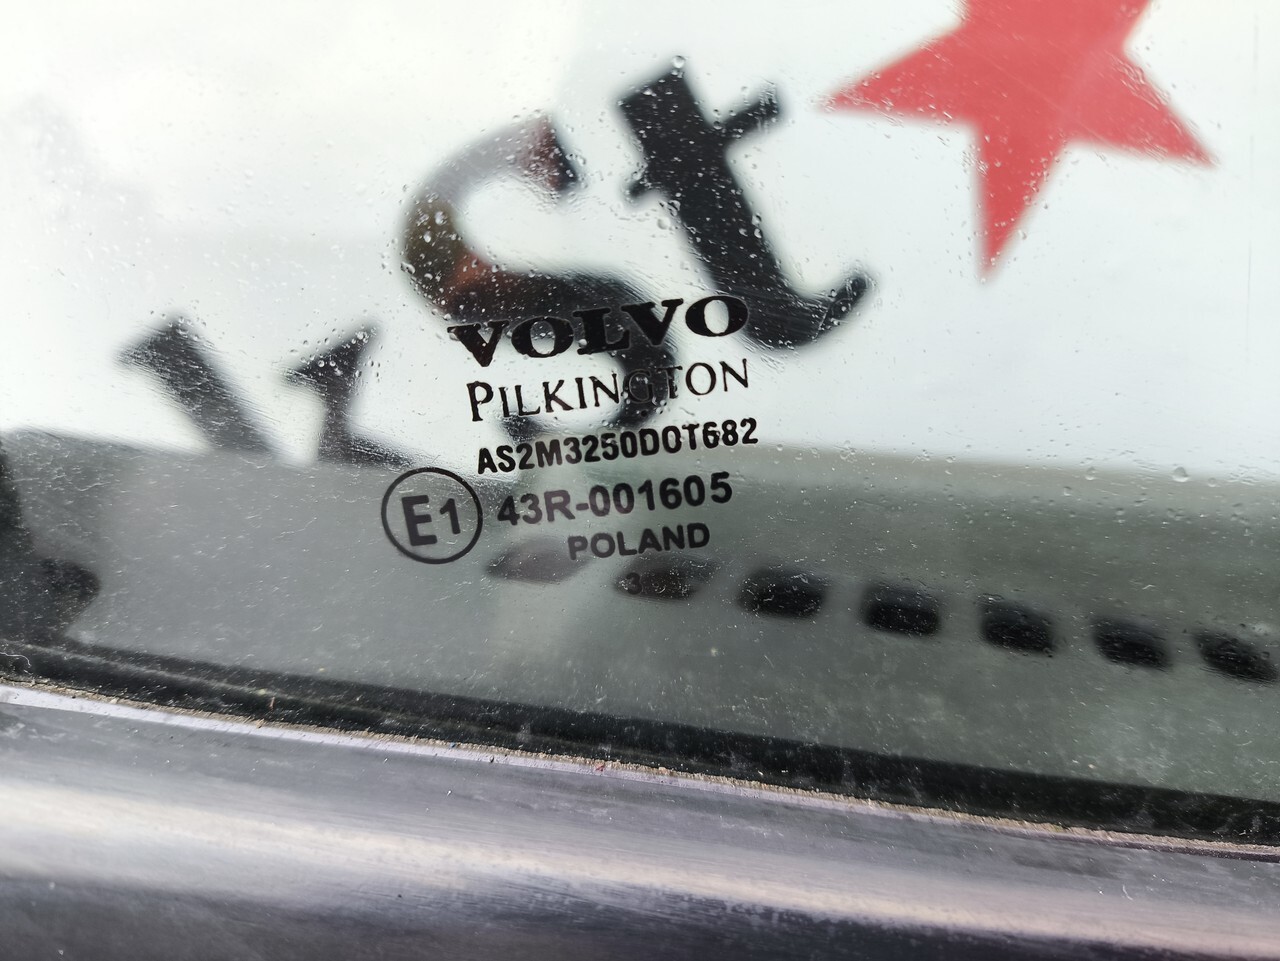 VOLVO
PILKINGTON
AS2M3250DOT682
E1 43R-001605
POLAND